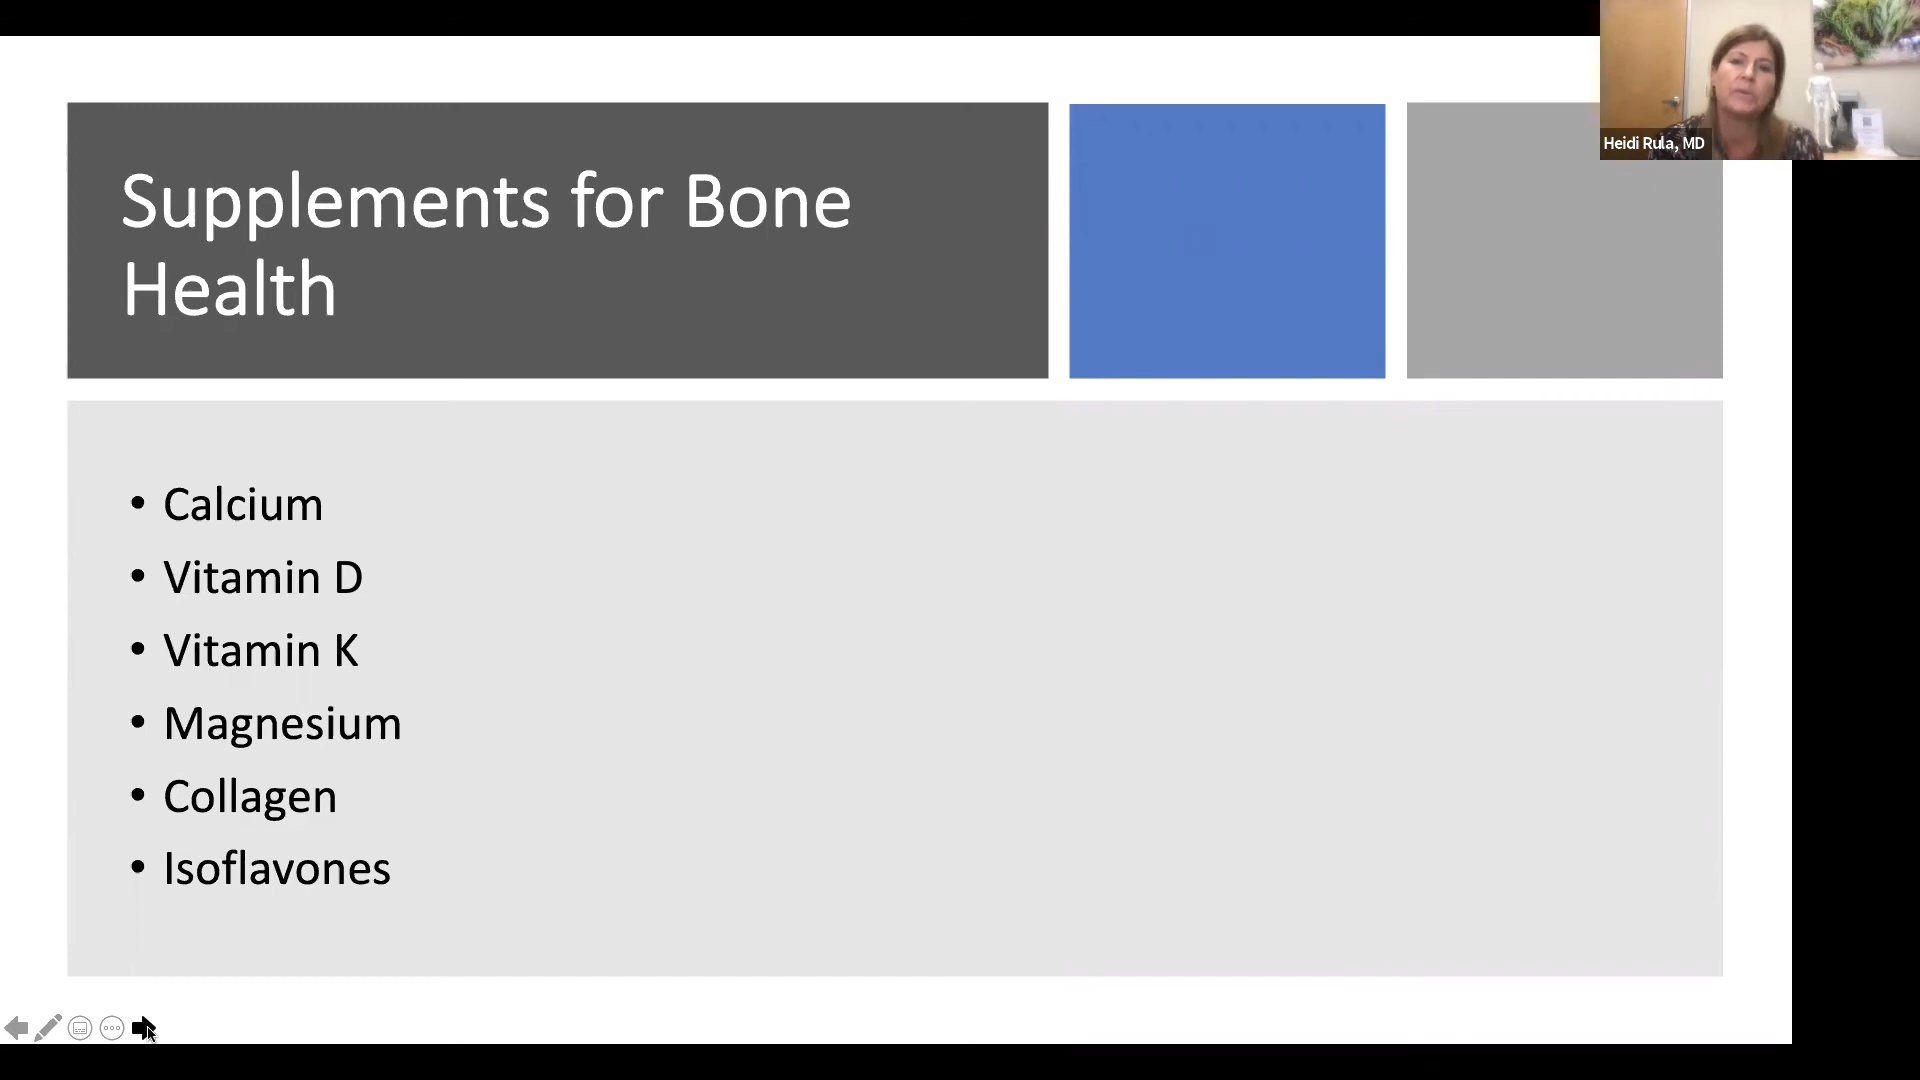 Heidi Rula, MD
Supplements for Bone
Health
• Calcium
• Vitamin D
• Vitamin K
• Magnesium
• Collagen
• Isoflavones